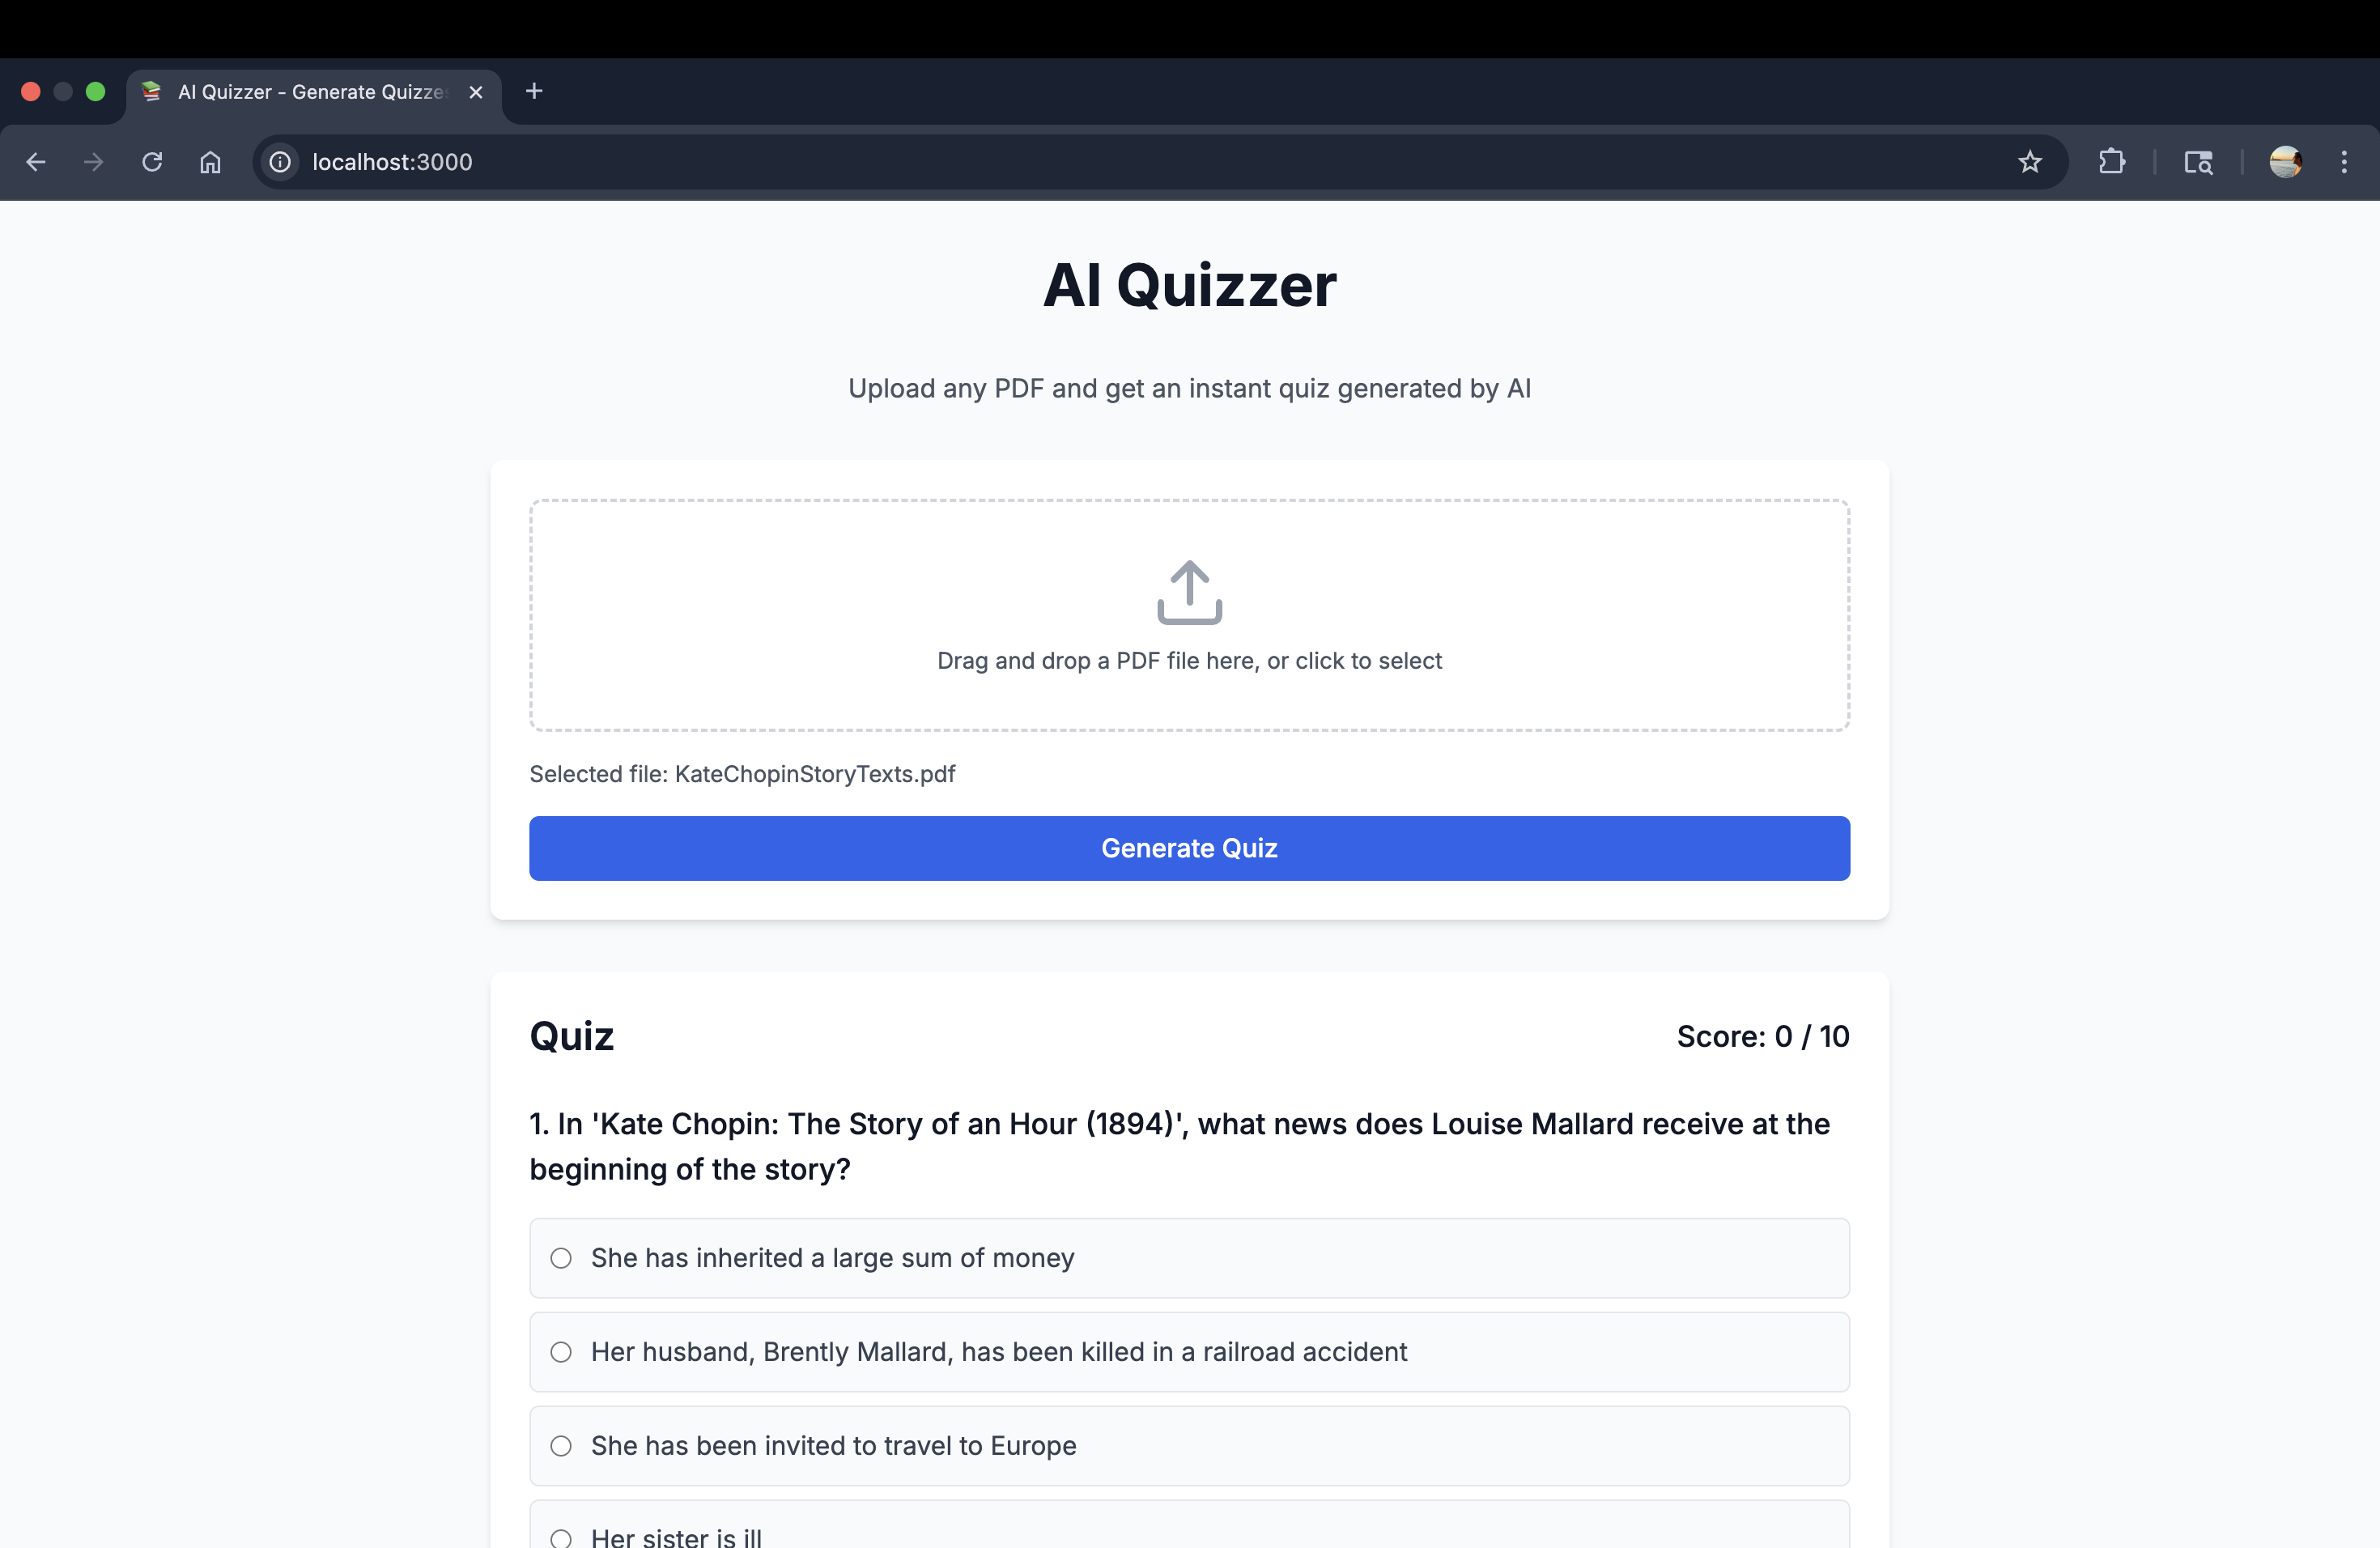 AI Quizzer - Generate Quizzes
localhost:3000
AI Quizzer
Upload any PDF and get an instant quiz generated by AI
Drag and drop a PDF file here, or click to select
Selected file: KateChopinStoryTexts.pdf
Generate Quiz
Quiz
Score: 0 / 10
1. In 'Kate Chopin: The Story of an Hour (1894)', what news does Louise Mallard receive at the
beginning of the story?
She has inherited a large sum of money
Her husband, Brently Mallard, has been killed in a railroad accident
She has been invited to travel to Europe
Her sister is ill